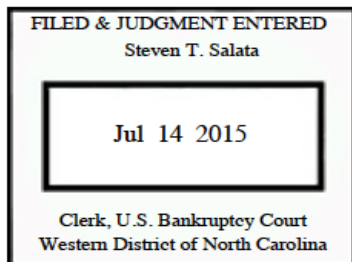 FILED & JUDGMENT ENTERED
Steven T. Salata
Jul 14 2015
Clerk, U.S. Bankruptcy Court
Western District of North Carolina